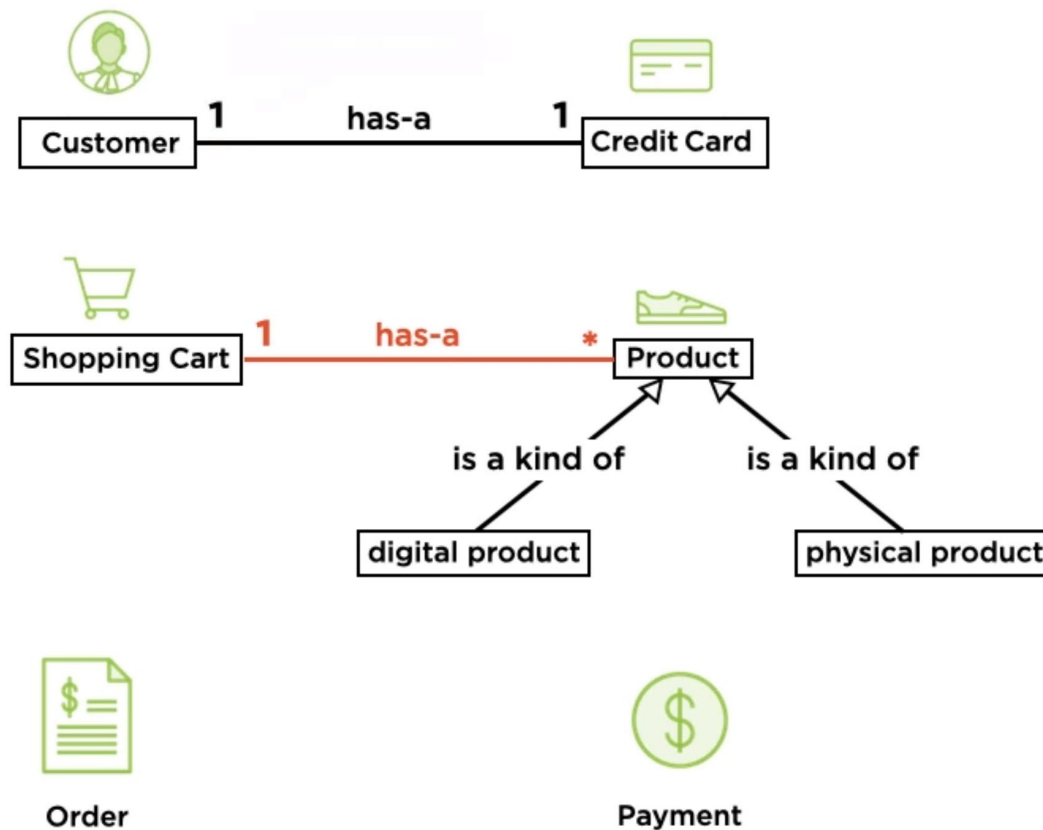 1 has-a 1
Customer Credit Card
1 has-a *
Shopping Cart Product
is a kind of is a kind of
digital product physical product
$ $
Order Payment